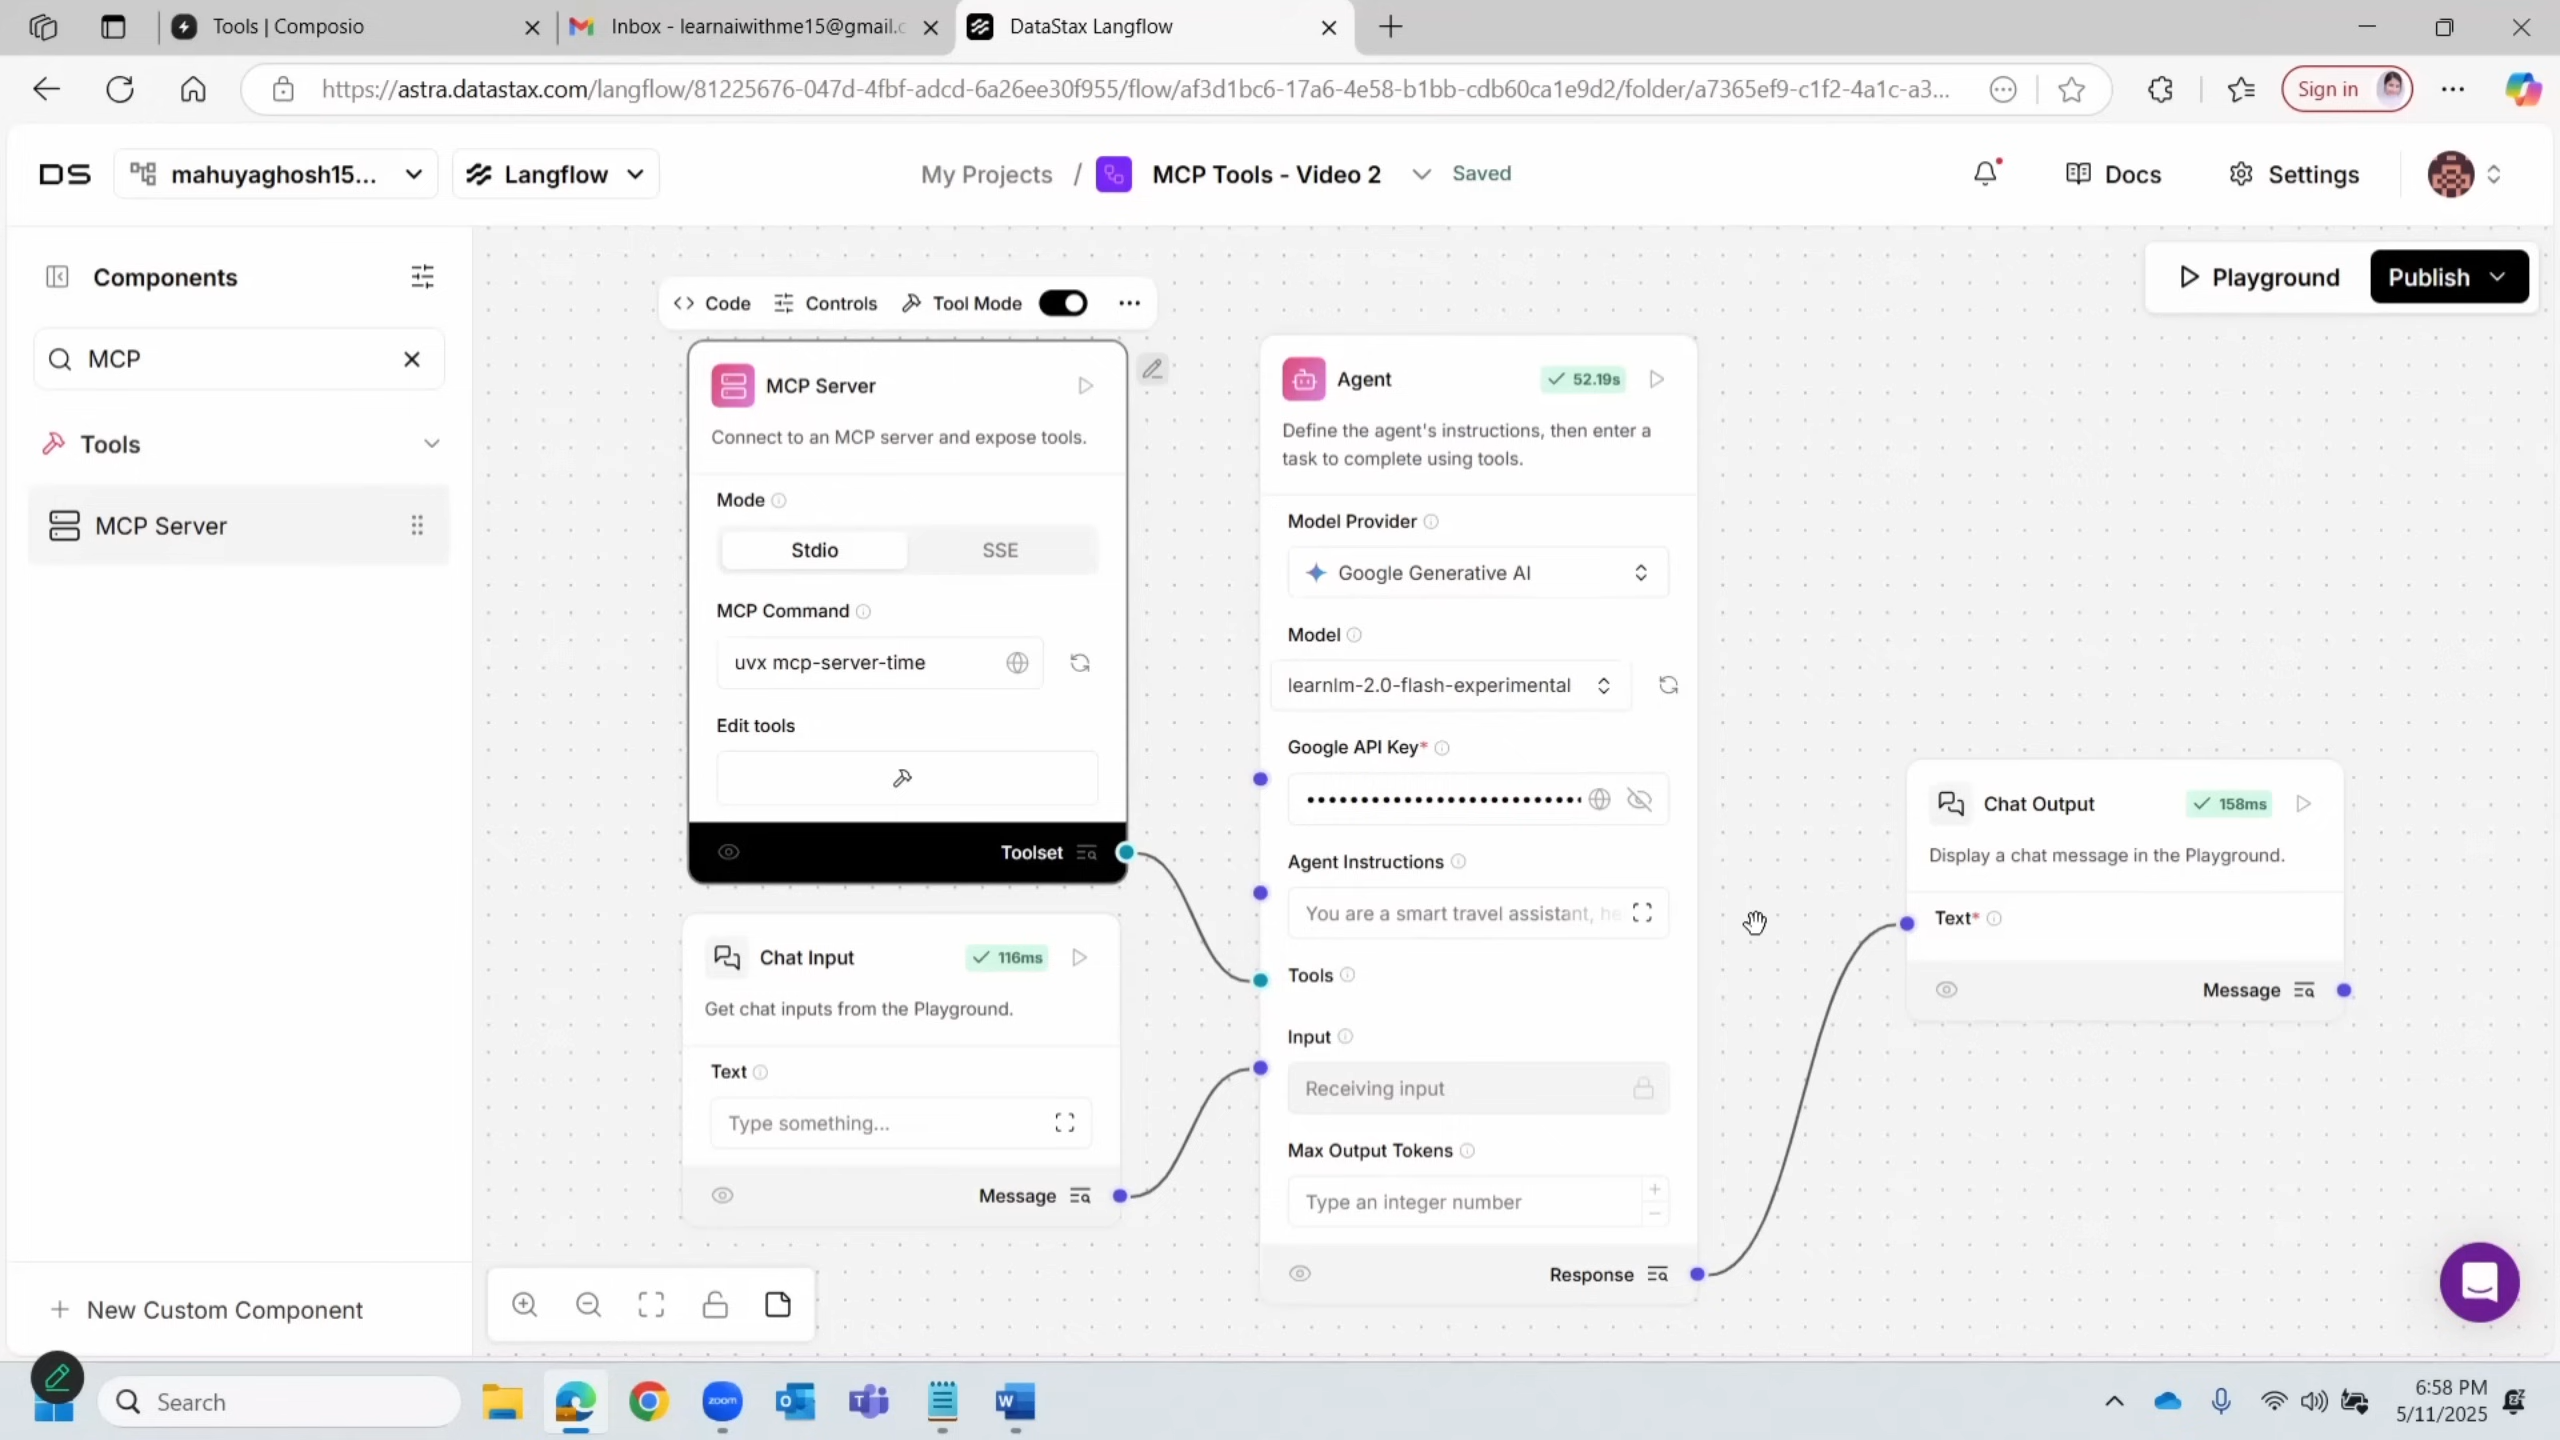 Tools | Composio
Inbox - learnaiwithme15@gmail.c
DataStax Langflow
https://astra.datastax.com/langflow/81225676-047d-4fbf-adcd-6a26ee30f955/flow/af3d1bc6-17a6-4e58-b1bb-cdb60ca1e9d2/folder/a7365ef9-c1f2-4a1c-a3...
Sign in
DS
mahuyaghosh15...
Langflow
My Projects / MCP Tools - Video 2
Saved
Docs
Settings
Components
MCP
Tools
MCP Server
New Custom Component
Playground
Publish
Code
Controls
Tool Mode
MCP Server
Connect to an MCP server and expose tools.
Mode
Stdio
SSE
MCP Command
uvx mcp-server-time
Edit tools
Toolset
Chat Input
116ms
Get chat inputs from the Playground.
Text
Type something...
Message
Agent
52.19s
Define the agent's instructions, then enter a
task to complete using tools.
Model Provider
Google Generative AI
Model
learnlm-2.0-flash-experimental
Google API Key*
Agent Instructions
You are a smart travel assistant, he
Tools
Input
Receiving input
Max Output Tokens
Type an integer number
Response
Chat Output
158ms
Display a chat message in the Playground.
Text*
Message
Search
zoom
6:58 PM
5/11/2025